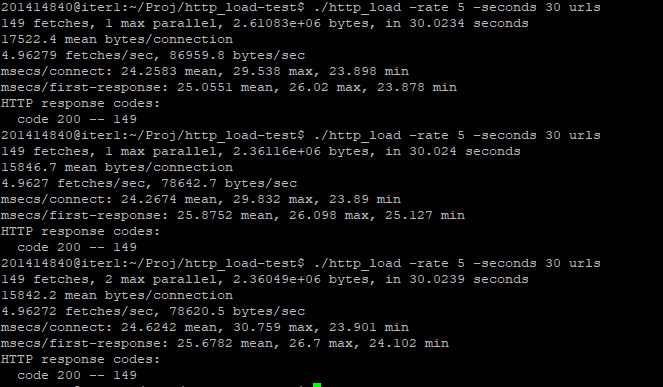 201414840@iter1:~/Proj/http_load-test$ ./http_load -rate 5 -seconds 30 urls
149 fetches, 1 max parallel, 2.61083e+06 bytes, in 30.0234 seconds
17522.4 mean bytes/connection
4.96279 fetches/sec, 86959.8 bytes/sec
msecs/connect: 24.2583 mean, 29.538 max, 23.898 min
msecs/first-response: 25.0551 mean, 26.02 max, 23.878 min
HTTP response codes:
  code 200 -- 149
201414840@iter1:~/Proj/http_load-test$ ./http_load -rate 5 -seconds 30 urls
149 fetches, 1 max parallel, 2.36116e+06 bytes, in 30.024 seconds
15846.7 mean bytes/connection
4.9627 fetches/sec, 78642.7 bytes/sec
msecs/connect: 24.2674 mean, 29.832 max, 23.89 min
msecs/first-response: 25.8752 mean, 26.098 max, 25.127 min
HTTP response codes:
  code 200 -- 149
201414840@iter1:~/Proj/http_load-test$ ./http_load -rate 5 -seconds 30 urls
149 fetches, 2 max parallel, 2.36049e+06 bytes, in 30.0239 seconds
15842.2 mean bytes/connection
4.96272 fetches/sec, 78620.5 bytes/sec
msecs/connect: 24.6242 mean, 30.759 max, 23.901 min
msecs/first-response: 25.6782 mean, 26.7 max, 24.102 min
HTTP response codes:
  code 200 -- 149